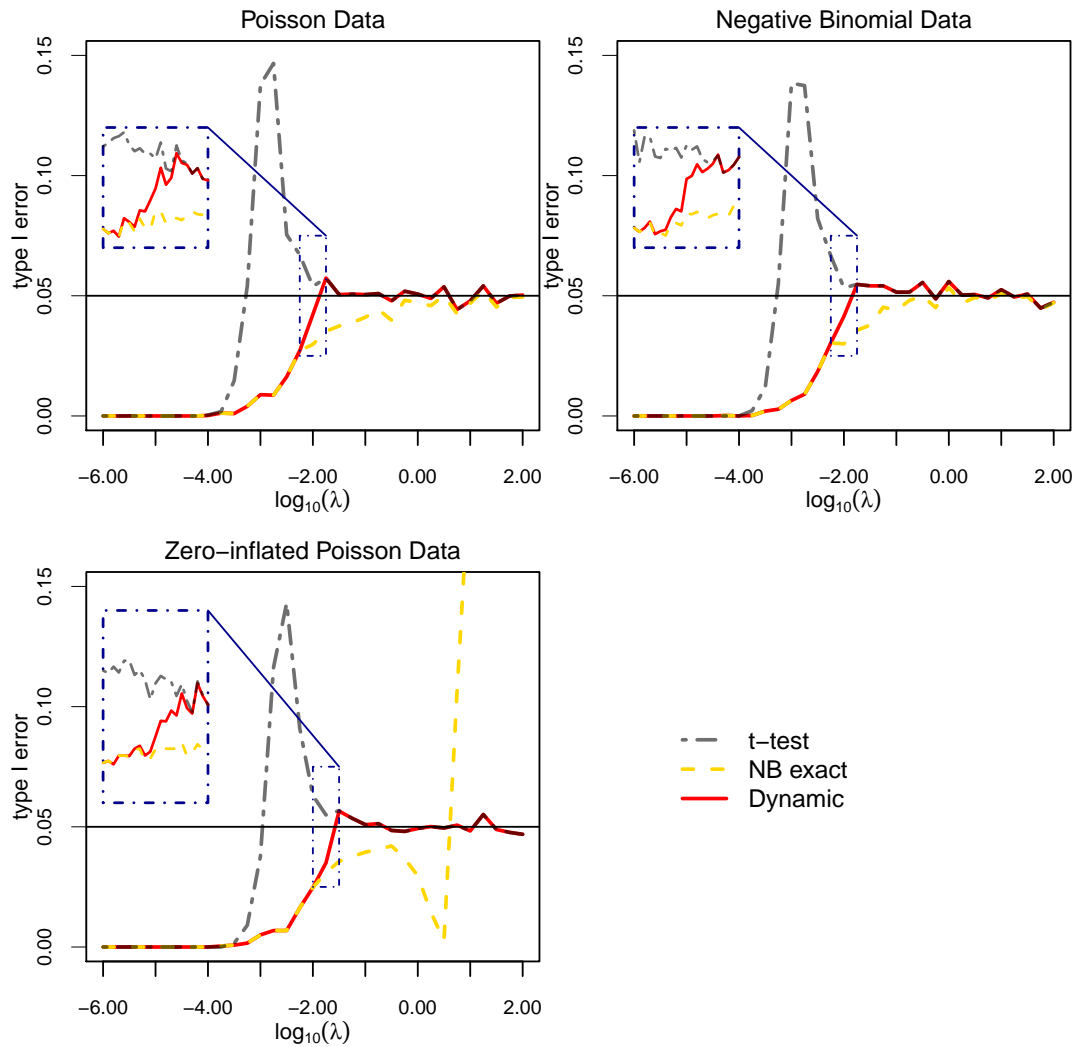 Poisson Data
type I error
0.15
0.10
0.05
0.00
−6.00 −4.00 −2.00 0.00 2.00
log10(λ)
Negative Binomial Data
type I error
0.15
0.10
0.05
0.00
−6.00 −4.00 −2.00 0.00 2.00
log10(λ)
Zero−inflated Poisson Data
type I error
0.15
0.10
0.05
0.00
−6.00 −4.00 −2.00 0.00 2.00
log10(λ)
t−test
NB exact
Dynamic